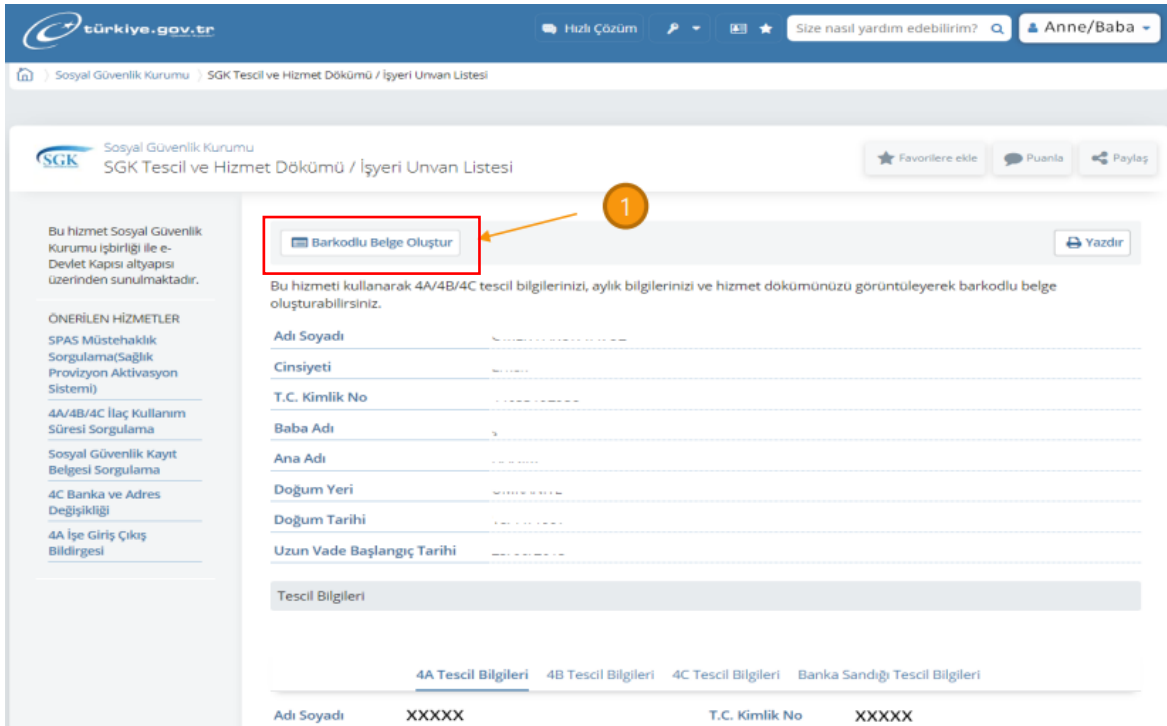 türkiye.gov.tr
Hızlı Çözüm
Size nasıl yardım edebilirim?
Anne/Baba
Sosyal Güvenlik Kurumu
SGK Tescil ve Hizmet Dökümü / İşyeri Unvan Listesi
SGK
Sosyal Güvenlik Kurumu
SGK Tescil ve Hizmet Dökümü / İşyeri Unvan Listesi
Favorilere ekle
Puanla
Paylaş
Bu hizmet Sosyal Güvenlik
Kurumu işbirliği ile e-
Devlet Kapısı altyapısı
üzerinden sunulmaktadır.
ÖNERİLEN HİZMETLER
SPAS Müstehaklık
Sorgulama(Sağlık
Provizyon Aktivasyon
Sistemi)
4A/4B/4C İlaç Kullanım
Süresi Sorgulama
Sosyal Güvenlik Kayıt
Belgesi Sorgulama
4C Banka ve Adres
Değişikliği
4A İşe Giriş Çıkış
Bildirgesi
1
Barkodlu Belge Oluştur
Yazdır
Bu hizmeti kullanarak 4A/4B/4C tescil bilgilerinizi, aylık bilgilerinizi ve hizmet dökümünüzü görüntüleyerek barkodlu belge
oluşturabilirsiniz.
Adı Soyadı
Cinsiyeti
T.C. Kimlik No
Baba Adı
Ana Adı
Doğum Yeri
Doğum Tarihi
Uzun Vade Başlangıç Tarihi
Tescil Bilgileri
4A Tescil Bilgileri 4B Tescil Bilgileri 4C Tescil Bilgileri Banka Sandığı Tescil Bilgileri
Adı Soyadı XXXXX T.C. Kimlik No XXXXX